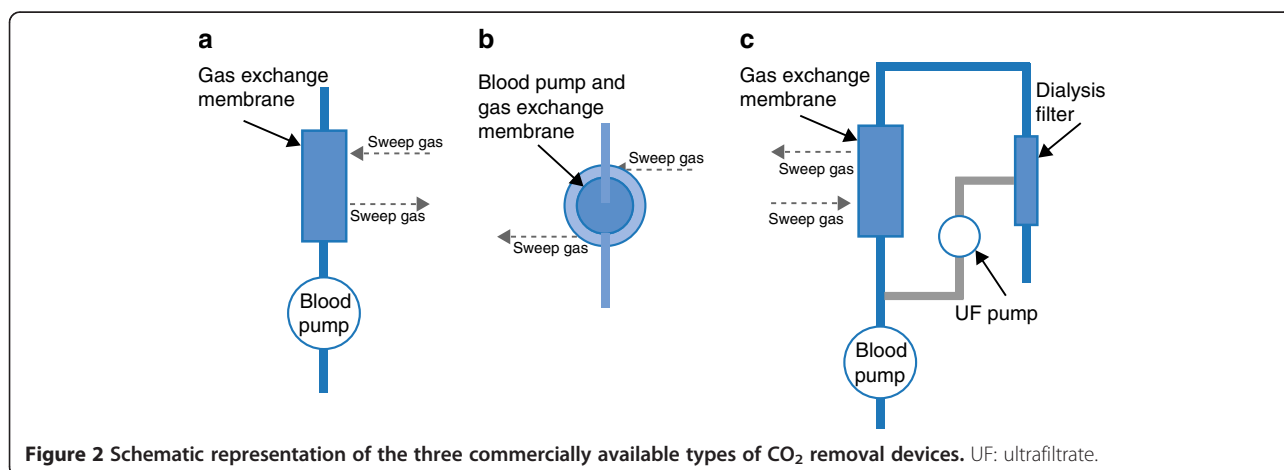 a
Gas exchange
membrane
Sweep gas
Sweep gas
Blood
pump
b
Blood pump and
gas exchange
membrane
Sweep gas
Sweep gas
c
Gas exchange
membrane
Sweep gas
Sweep gas
Dialysis
filter
UF pump
Blood
pump
Figure 2 Schematic representation of the three commercially available types of CO₂ removal devices. UF: ultrafiltrate.